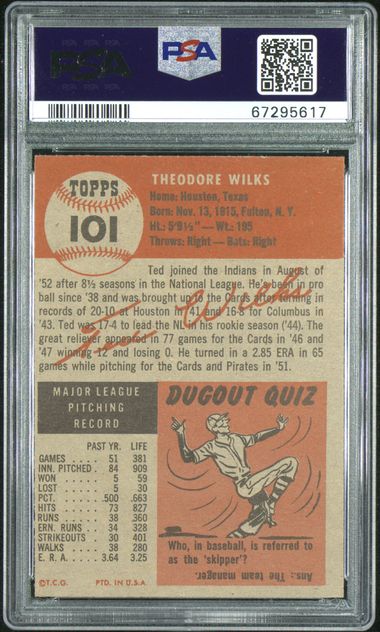 PSA
PSA
67295617
TOPPS
101
THEODORE WILKS
Home: Houston, Texas
Born: Nov. 13, 1915, Fulton, N. Y.
Ht.: 5'9½"—Wt.: 195
Throws: Right—Bats: Right
Ted joined the Indians in August of
'52 after 8½ seasons in the National League. He's been in pro
ball since '38 and was brought up to the Cards after turning in
records of 20-10 at Houston in '41 and 16-8 for Columbus in
'43. Ted was 17-4 to lead the NL in his rookie season ('44). The
great reliever appeared in 77 games for the Cards in '46 and
'47 winning 12 and losing 0. He turned in a 2.85 ERA in 65
games while pitching for the Cards and Pirates in '51.
Ted Wilks
MAJOR LEAGUE
PITCHING
RECORD
PAST YR. LIFE
GAMES 51 381
INN. PITCHED 84 909
WON 5 59
LOST 5 30
PCT. .500 .663
HITS 73 827
RUNS 38 360
ERN. RUNS 34 328
STRIKEOUTS 30 401
WALKS 38 280
E. R. A. 3.64 3.25
©T.C.G. PTD. IN U.S.A
DUGOUT QUIZ
Who, in baseball, is referred to
as the 'skipper'?
Ans.: The team manager.